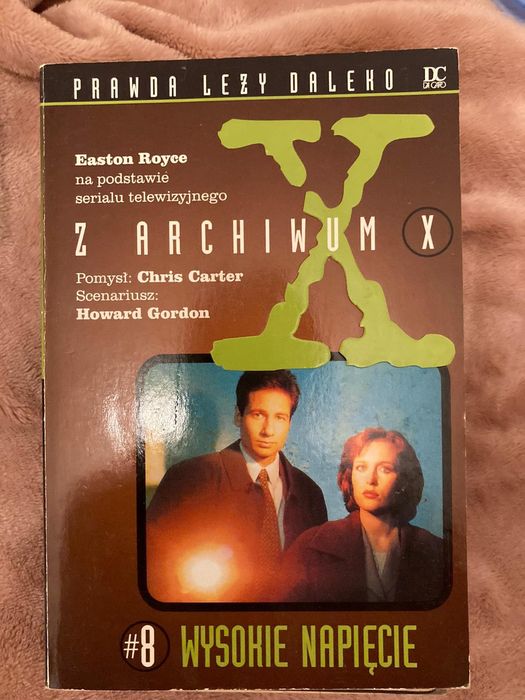 PRAWDA LEŻY DALEKO
DC
DI CAPO
X
Easton Royce
na podstawie
serialu telewizyjnego
Z ARCHIWUM X
Pomysł: Chris Carter
Scenariusz:
Howard Gordon
#8 WYSOKIE NAPIĘCIE